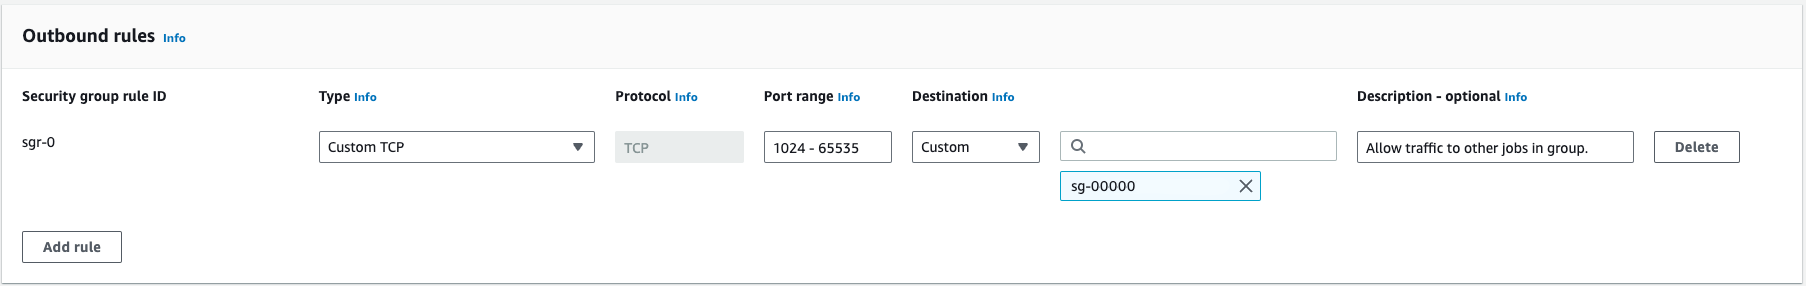 Outbound rules Info
Security group rule ID Type Info Protocol Info Port range Info Destination Info Description - optional Info
sgr-0 Custom TCP TCP 1024 - 65535 Custom Allow traffic to other jobs in group. Delete
sg-00000
Add rule